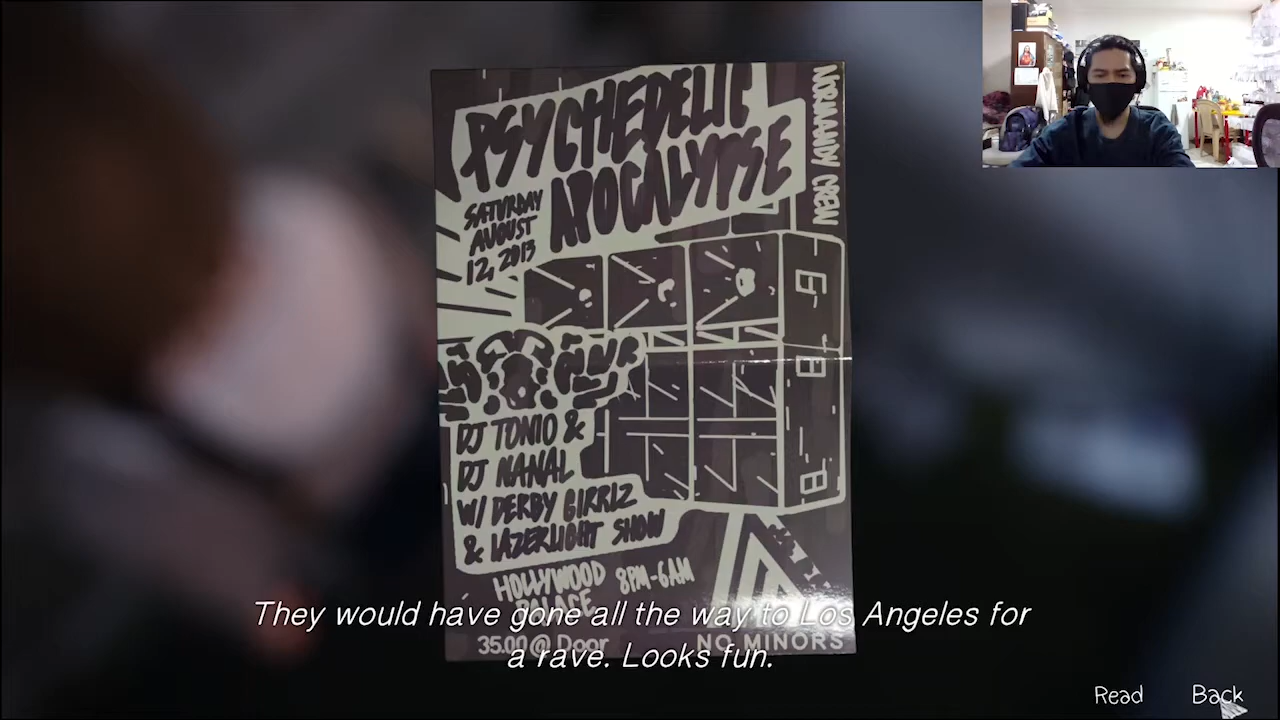 PSYCHEDELIC
APOCALYPSE
NORMANDY CREW
SATURDAY
AUGUST
12, 2013
DJ TONIO &
DJ NANAL
W/ DERBY GIRRLZ
& LAZERLIGHT SHOW
HOLLYWOOD
PALACE
8PM-6AM
35.00 @ Door
NO MINORS
They would have gone all the way to Los Angeles for
a rave. Looks fun.
Read
Back